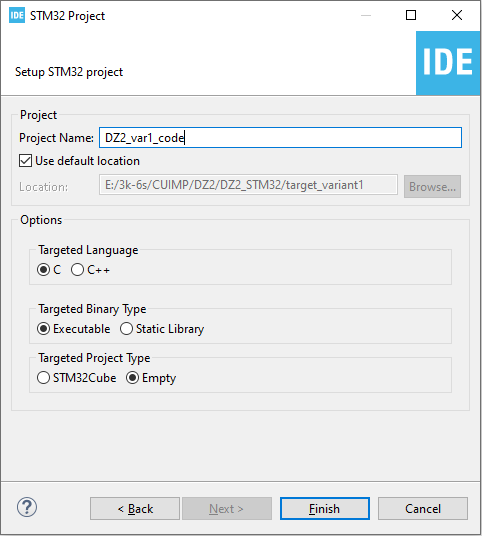 IDE STM32 Project
Setup STM32 project
IDE
Project
Project Name: DZ2_var1_code
Use default location
Location: E:/3k-6s/CUIMP/DZ2/DZ2_STM32/target_variant1 Browse...
Options
Targeted Language
C C++
Targeted Binary Type
Executable Static Library
Targeted Project Type
STM32Cube Empty
? < Back Next > Finish Cancel